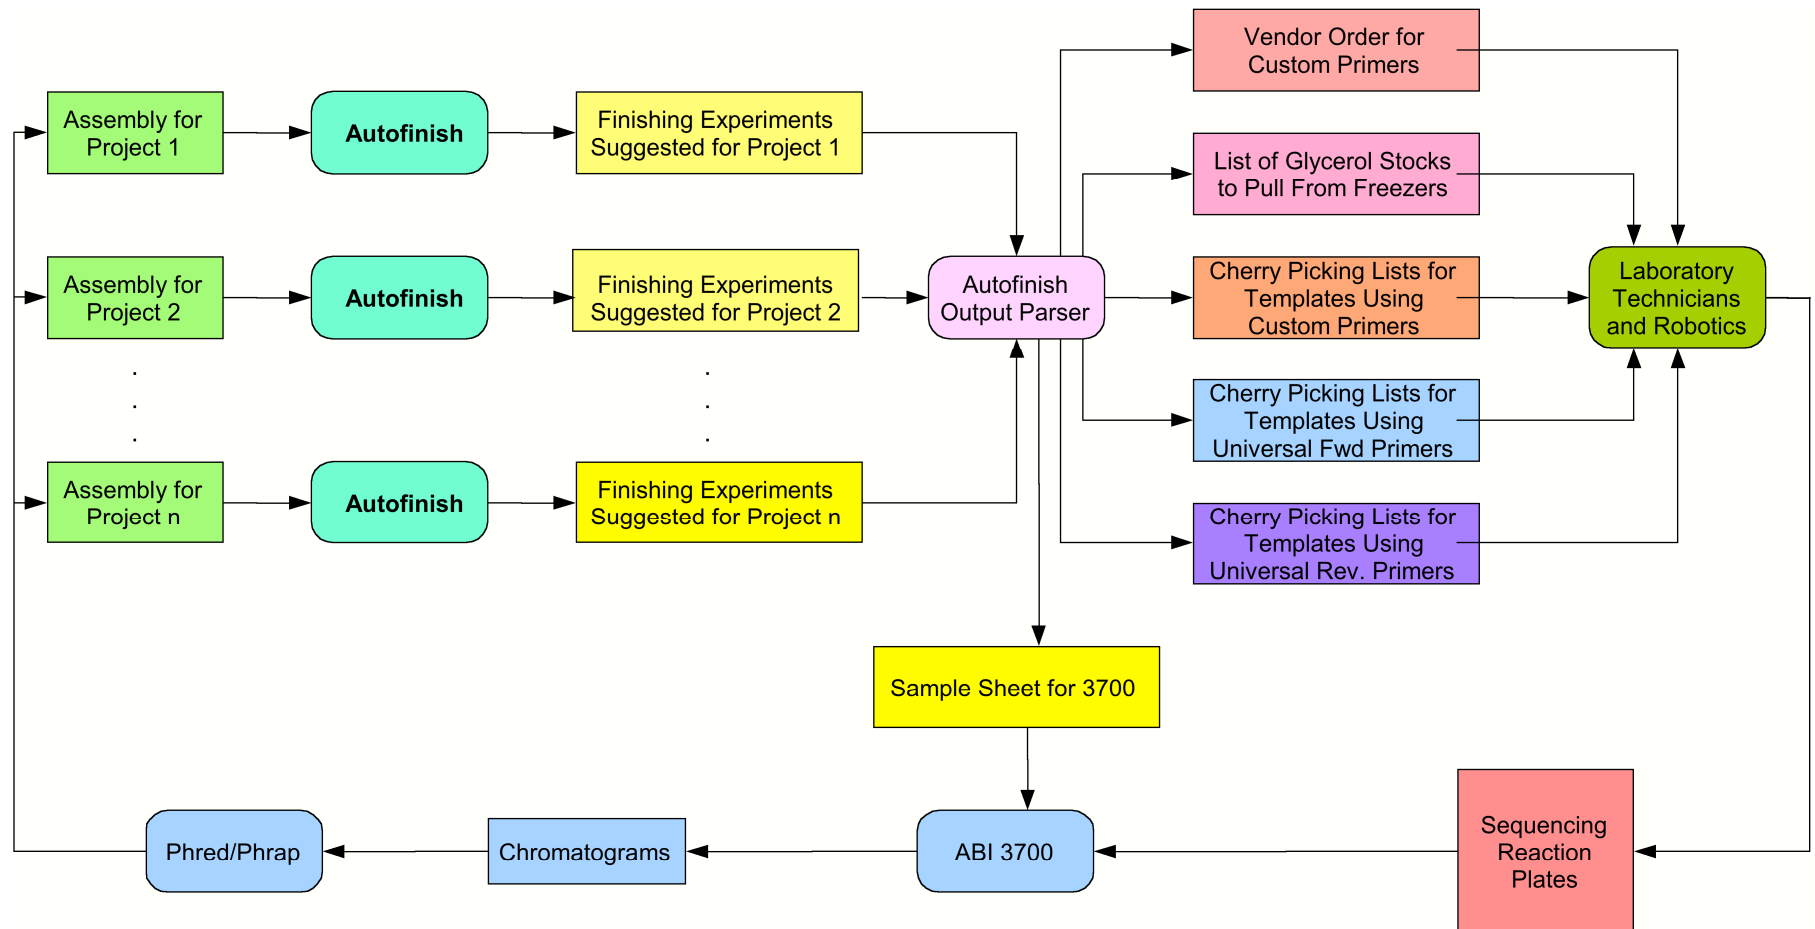 Vendor Order for
Custom Primers
Assembly for
Project 1
Autofinish
Finishing Experiments
Suggested for Project 1
List of Glycerol Stocks
to Pull From Freezers
Assembly for
Project 2
Autofinish
Finishing Experiments
Suggested for Project 2
Autofinish
Output Parser
Cherry Picking Lists for
Templates Using
Custom Primers
Laboratory
Technicians
and Robotics
.
.
.
.
.
.
Cherry Picking Lists for
Templates Using
Universal Fwd Primers
Assembly for
Project n
Autofinish
Finishing Experiments
Suggested for Project n
Cherry Picking Lists for
Templates Using
Universal Rev. Primers
Sample Sheet for 3700
Phred/Phrap
Chromatograms
ABI 3700
Sequencing
Reaction
Plates